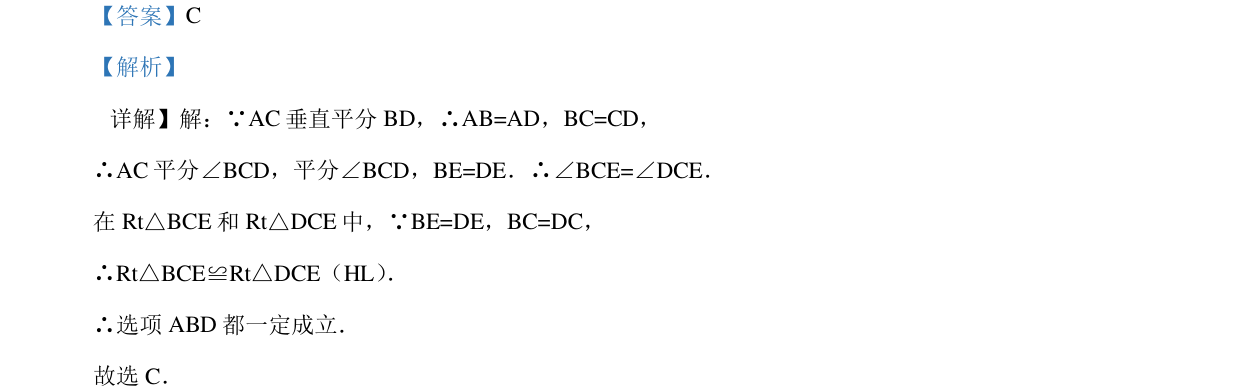 【答案】C
【解析】
详解】解：∵AC 垂直平分 BD，∴AB=AD，BC=CD，
∴AC 平分∠BCD，平分∠BCD，BE=DE．∴∠BCE=∠DCE．
在 Rt△BCE 和 Rt△DCE 中，∵BE=DE，BC=DC，
∴Rt△BCE≌Rt△DCE（HL）．
∴选项 ABD 都一定成立．
故选 C．